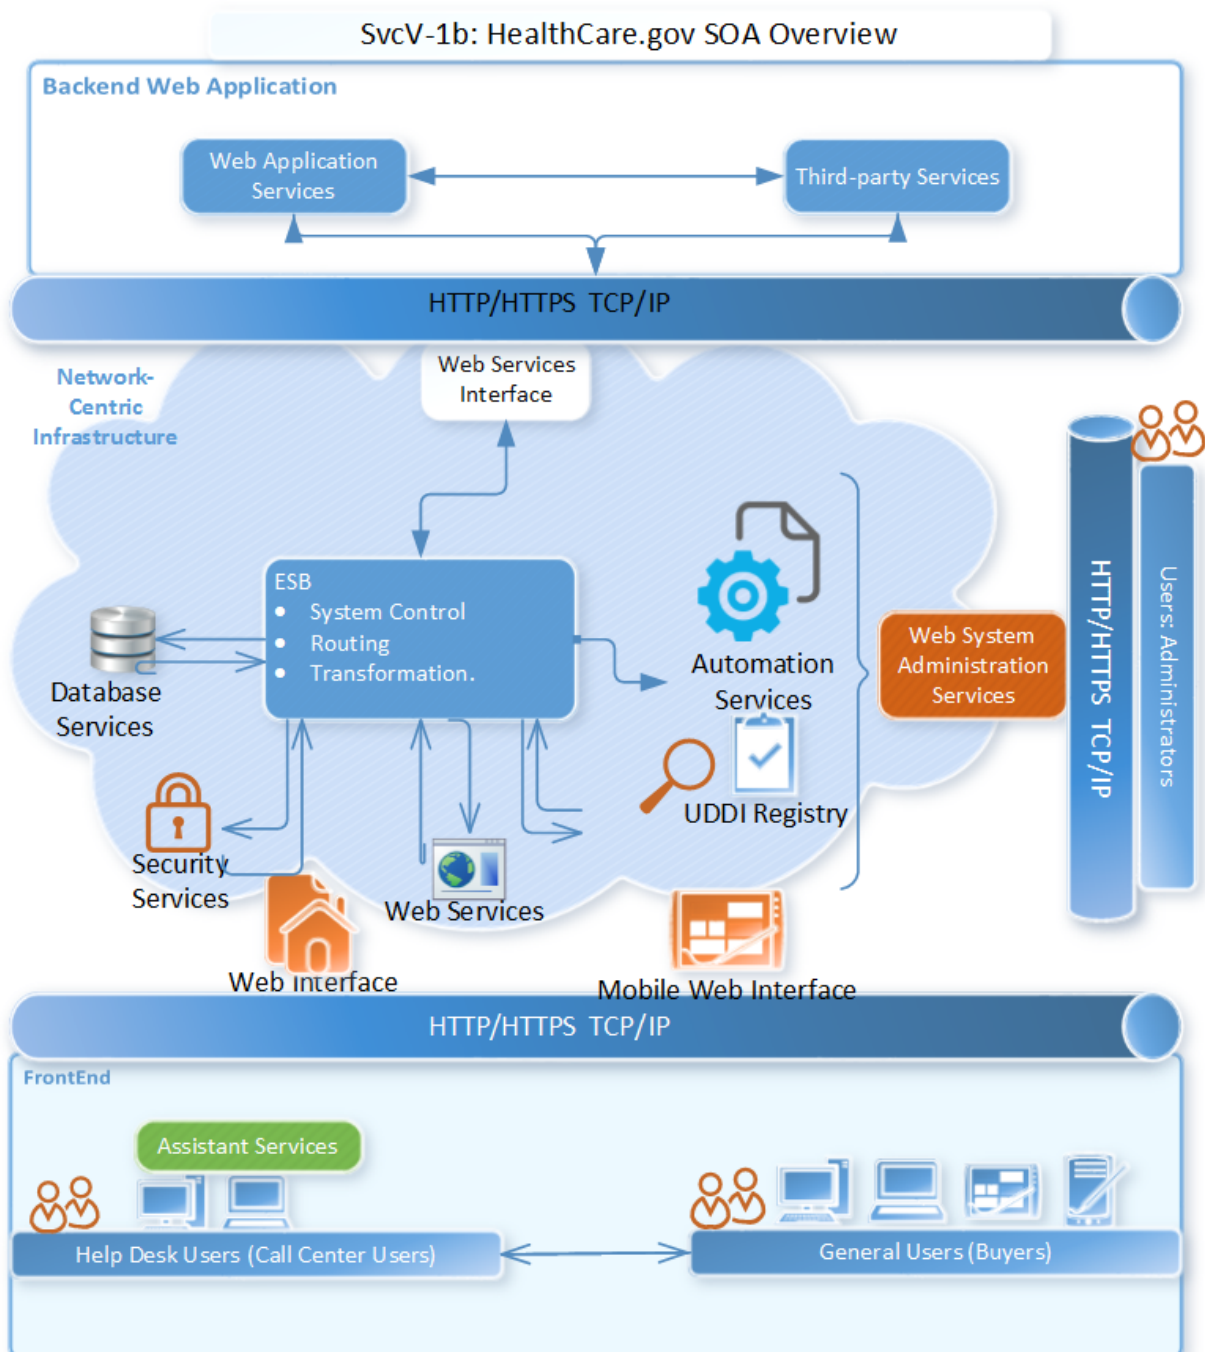 SvcV-1b: HealthCare.gov SOA Overview
Backend Web Application
Web Application
Services
Third-party Services
HTTP/HTTPS TCP/IP
Network-
Centric
Infrastructure
Web Services
Interface
ESB
• System Control
• Routing
• Transformation.
Database
Services
Automation
Services
UDDI Registry
Security
Services
Web Services
Web Interface
Mobile Web Interface
Web System
Administration
Services
HTTP/HTTPS TCP/IP
Users: Administrators
HTTP/HTTPS TCP/IP
FrontEnd
Assistant Services
Help Desk Users (Call Center Users)
General Users (Buyers)